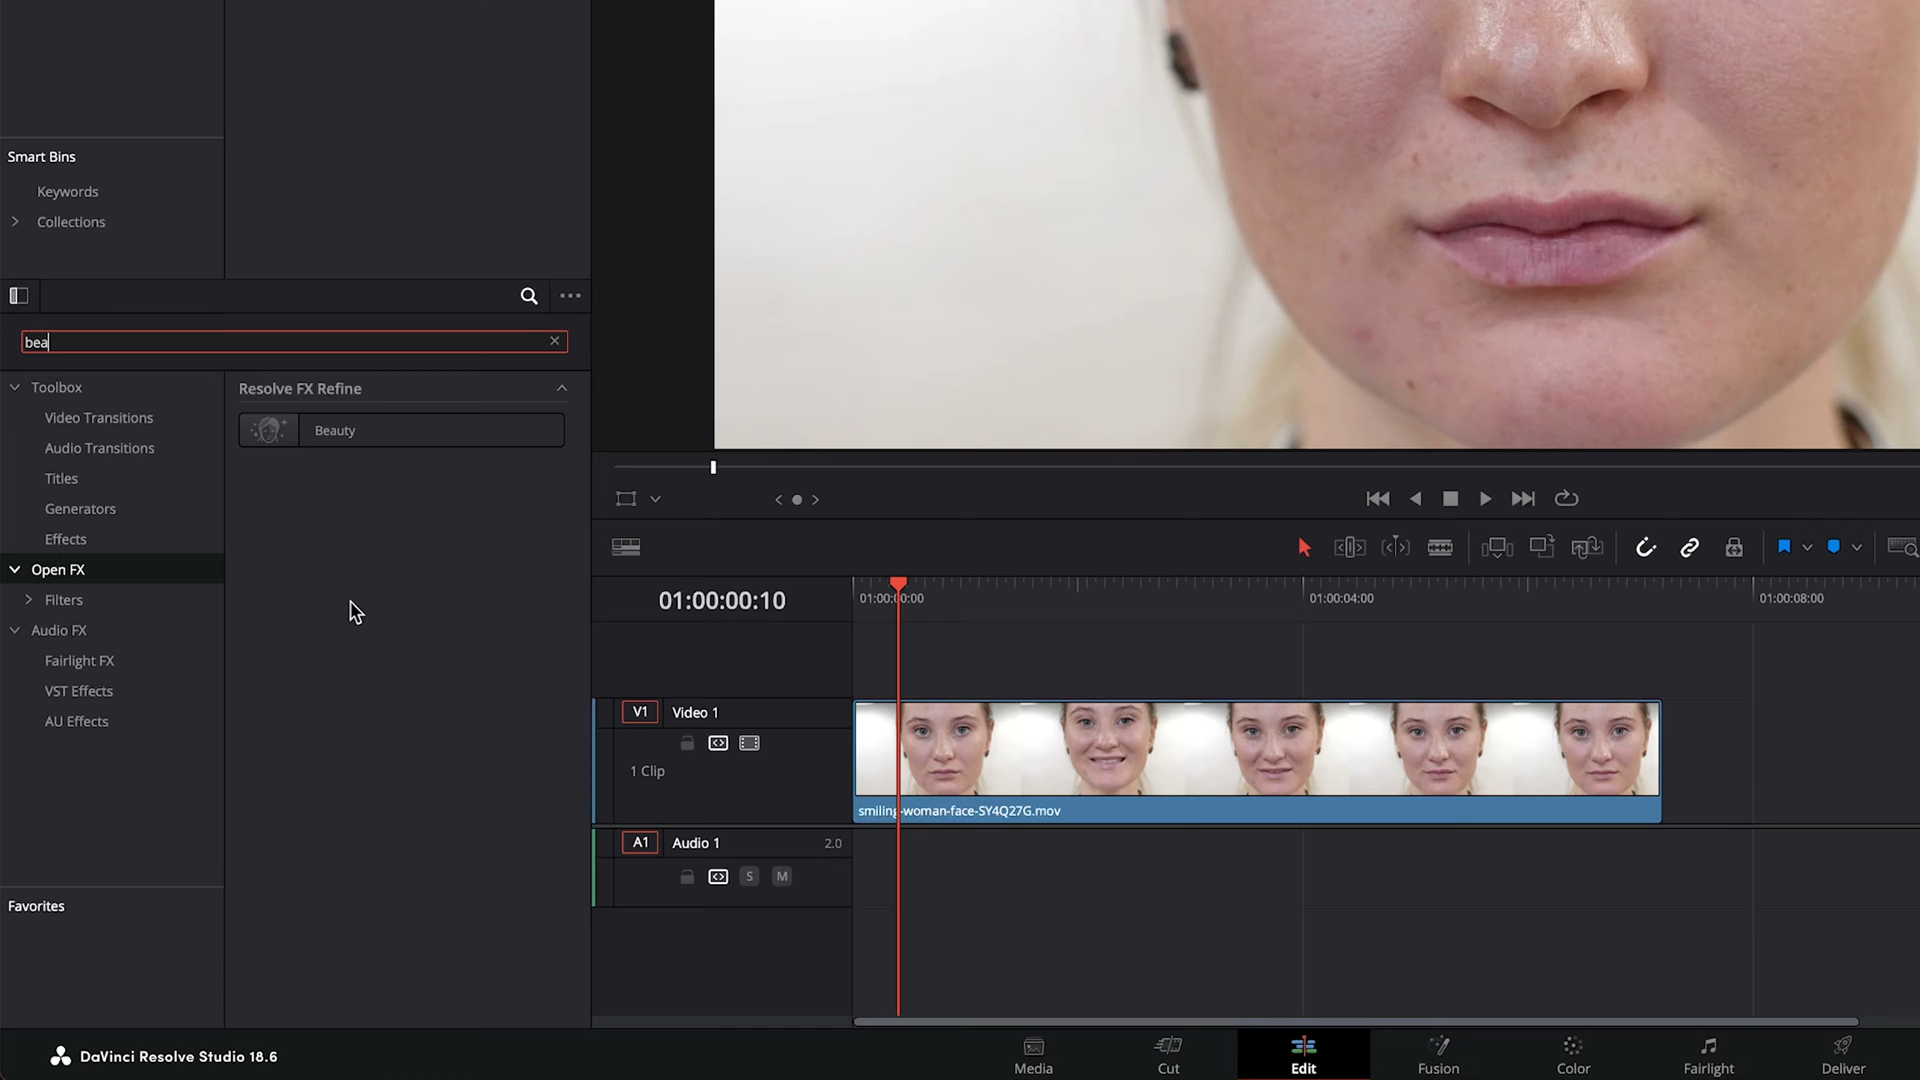 Smart Bins
Keywords
Collections
bea
Toolbox
Video Transitions
Audio Transitions
Titles
Generators
Effects
Open FX
Filters
Audio FX
Fairlight FX
VST Effects
AU Effects
Favorites
Resolve FX Refine
Beauty
01:00:00:10
01:00:00:00
01:00:04:00
01:00:08:00
V1 Video 1
1 Clip
smiling-woman-face-SY4Q27G.mov
A1 Audio 1 2.0
S M
DaVinci Resolve Studio 18.6
Media
Cut
Edit
Fusion
Color
Fairlight
Deliver